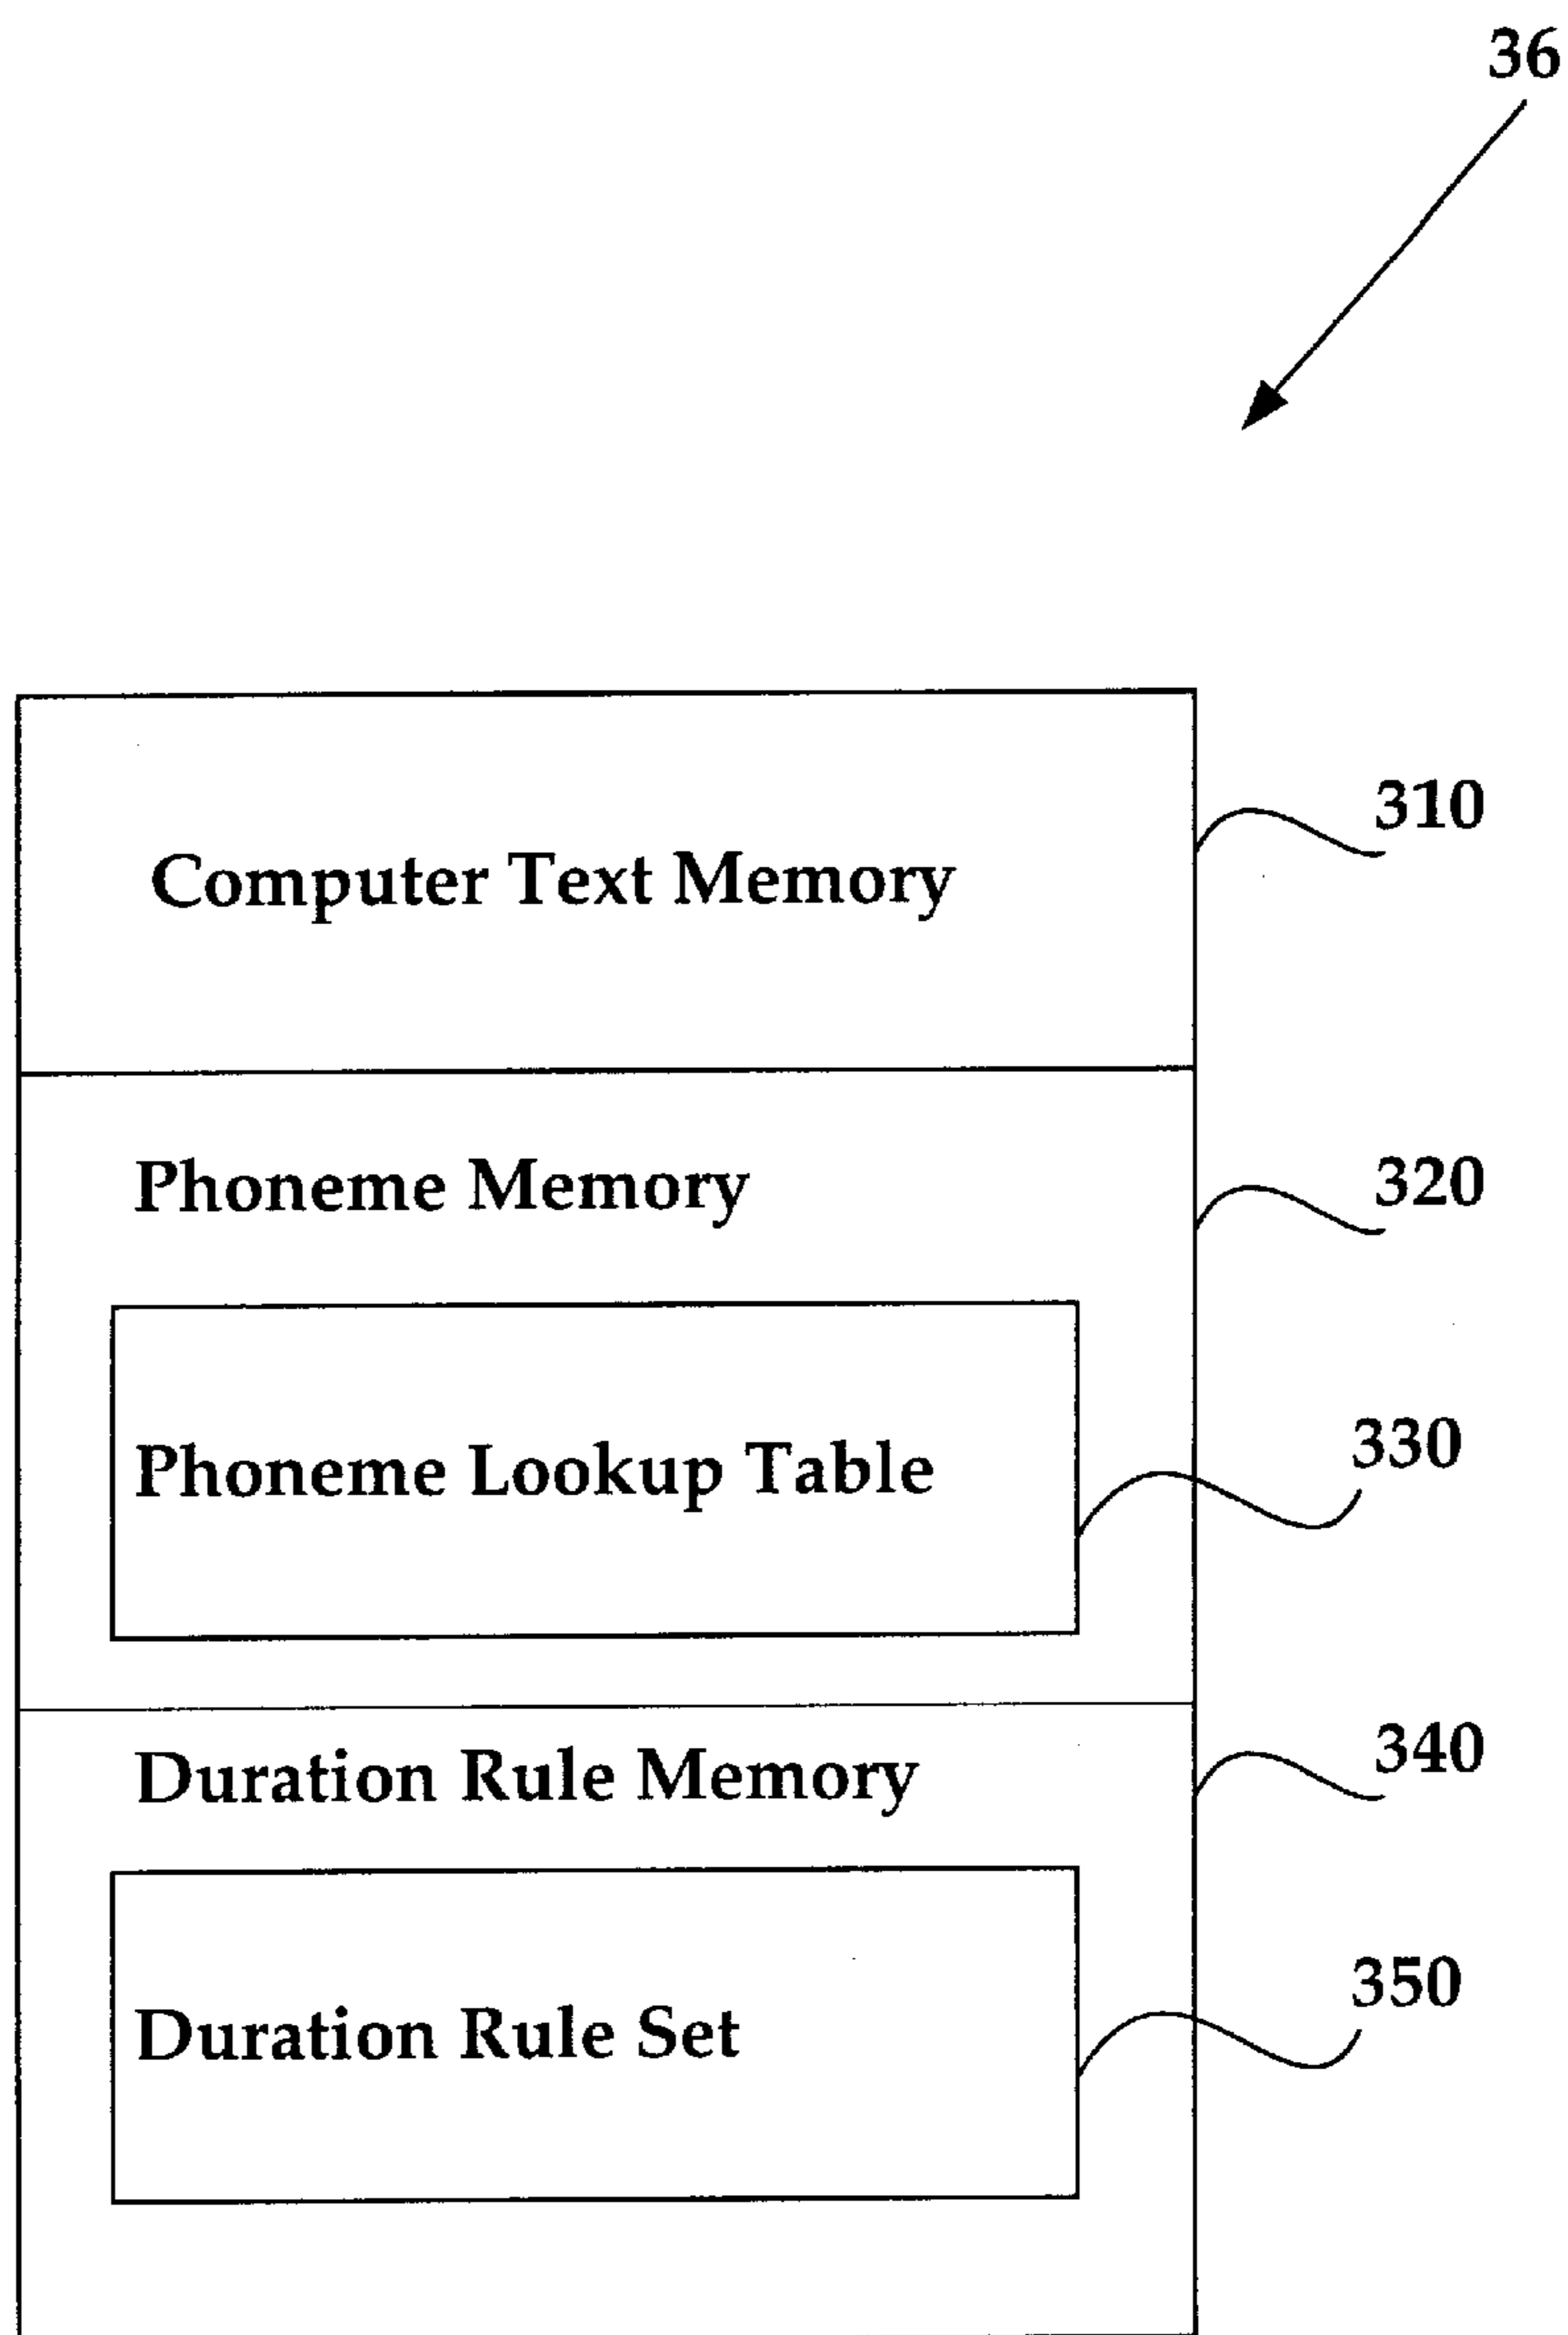 36
310
Computer Text Memory
Phoneme Memory
320
330
Phoneme Lookup Table
340
Duration Rule Memory
350
Duration Rule Set